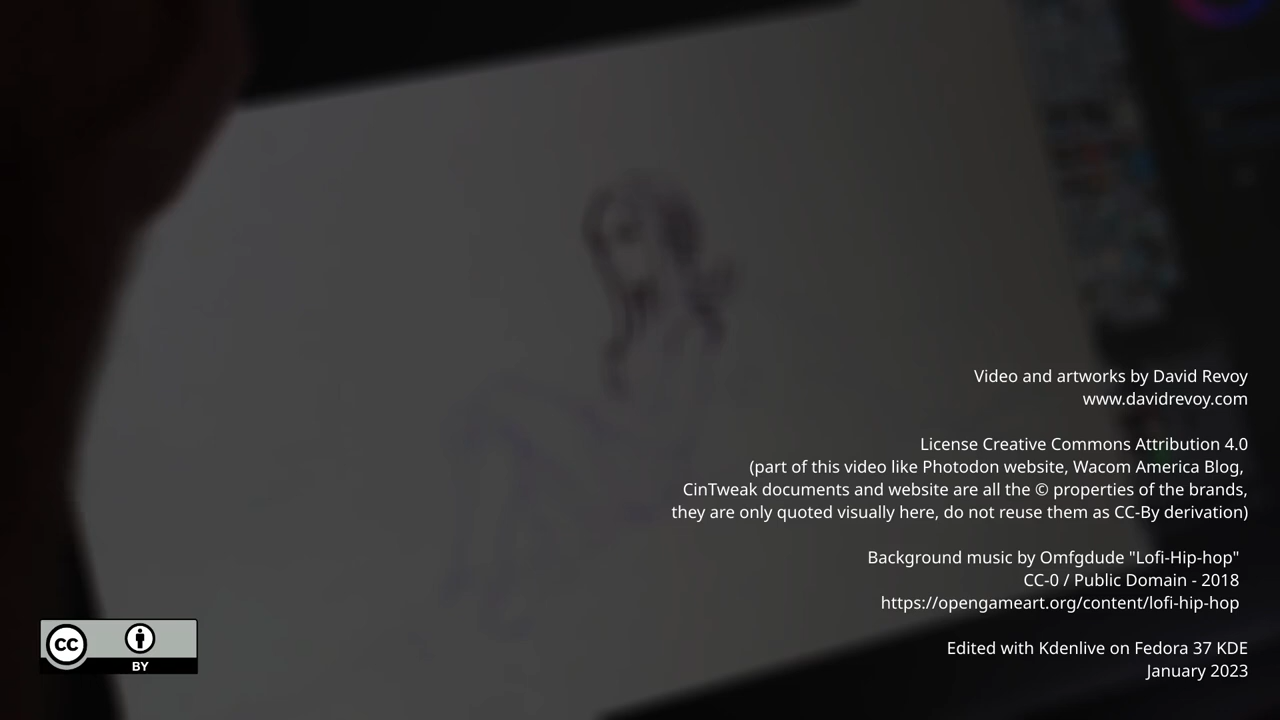 Video and artworks by David Revoy
www.davidrevoy.com
License Creative Commons Attribution 4.0
(part of this video like Photodon website, Wacom America Blog,
CinTweak documents and website are all the © properties of the brands,
they are only quoted visually here, do not reuse them as CC-By derivation)
Background music by Omfgdude "Lofi-Hip-hop"
CC-0 / Public Domain - 2018
https://opengameart.org/content/lofi-hip-hop
Edited with Kdenlive on Fedora 37 KDE
January 2023
cc
BY